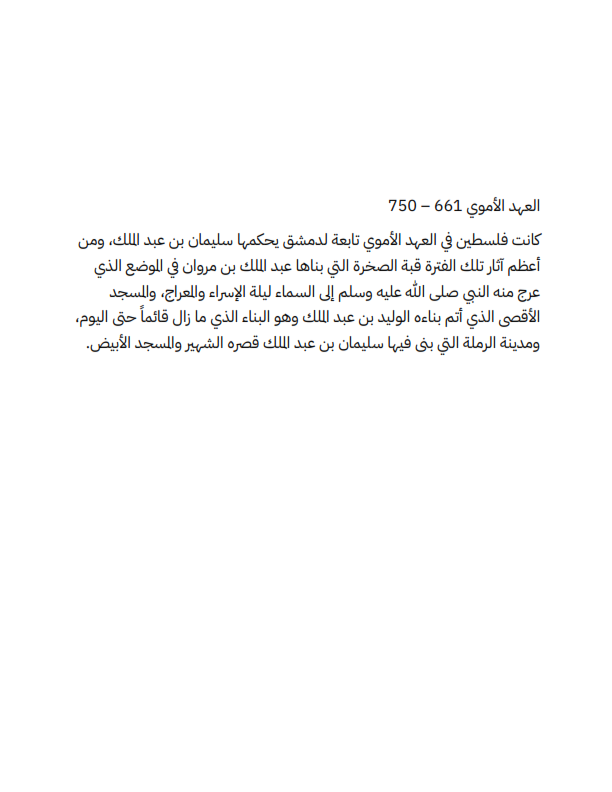 العهد الأموي 661 – 750
كانت فلسطين في العهد الأموي تابعة لدمشق يحكمها سليمان بن عبد الملك، ومن
أعظم آثار تلك الفترة قبة الصخرة التي بناها عبد الملك بن مروان في الموضع الذي
عرج منه النبي صلى الله عليه وسلم إلى السماء ليلة الإسراء والمعراج، والمسجد
الأقصى الذي أتم بناءه الوليد بن عبد الملك وهو البناء الذي ما زال قائماً حتى اليوم،
ومدينة الرملة التي بنى فيها سليمان بن عبد الملك قصره الشهير والمسجد الأبيض.